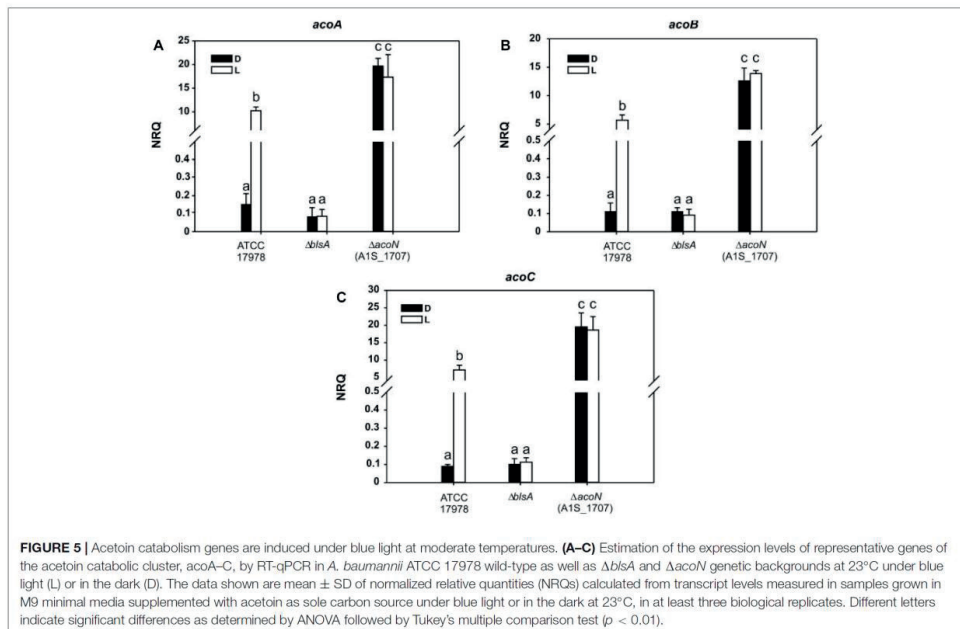 acoA
A
25
20
15
10
0.4
0.3
0.2
0.1
0
NRQ
D
L
a
b
a a
c c
ATCC
17978
ΔblsA
ΔacoN
(A1S_1707)
acoB
B
20
15
10
5
0.4
0.3
0.2
0.1
0
NRQ
D
L
a
b
a a
c c
ATCC
17978
ΔblsA
ΔacoN
(A1S_1707)
acoC
C
30
25
20
15
10
5
0.5
0.4
0.3
0.2
0.1
0
NRQ
D
L
a
b
a a
c c
ATCC
17978
ΔblsA
ΔacoN
(A1S_1707)
FIGURE 5 | Acetoin catabolism genes are induced under blue light at moderate temperatures. (A–C) Estimation of the expression levels of representative genes of
the acetoin catabolic cluster, acoA–C, by RT-qPCR in A. baumannii ATCC 17978 wild-type as well as ΔblsA and ΔacoN genetic backgrounds at 23°C under blue
light (L) or in the dark (D). The data shown are mean ± SD of normalized relative quantities (NRQs) calculated from transcript levels measured in samples grown in
M9 minimal media supplemented with acetoin as sole carbon source under blue light or in the dark at 23°C, in at least three biological replicates. Different letters
indicate significant differences as determined by ANOVA followed by Tukey's multiple comparison test (p < 0.01).